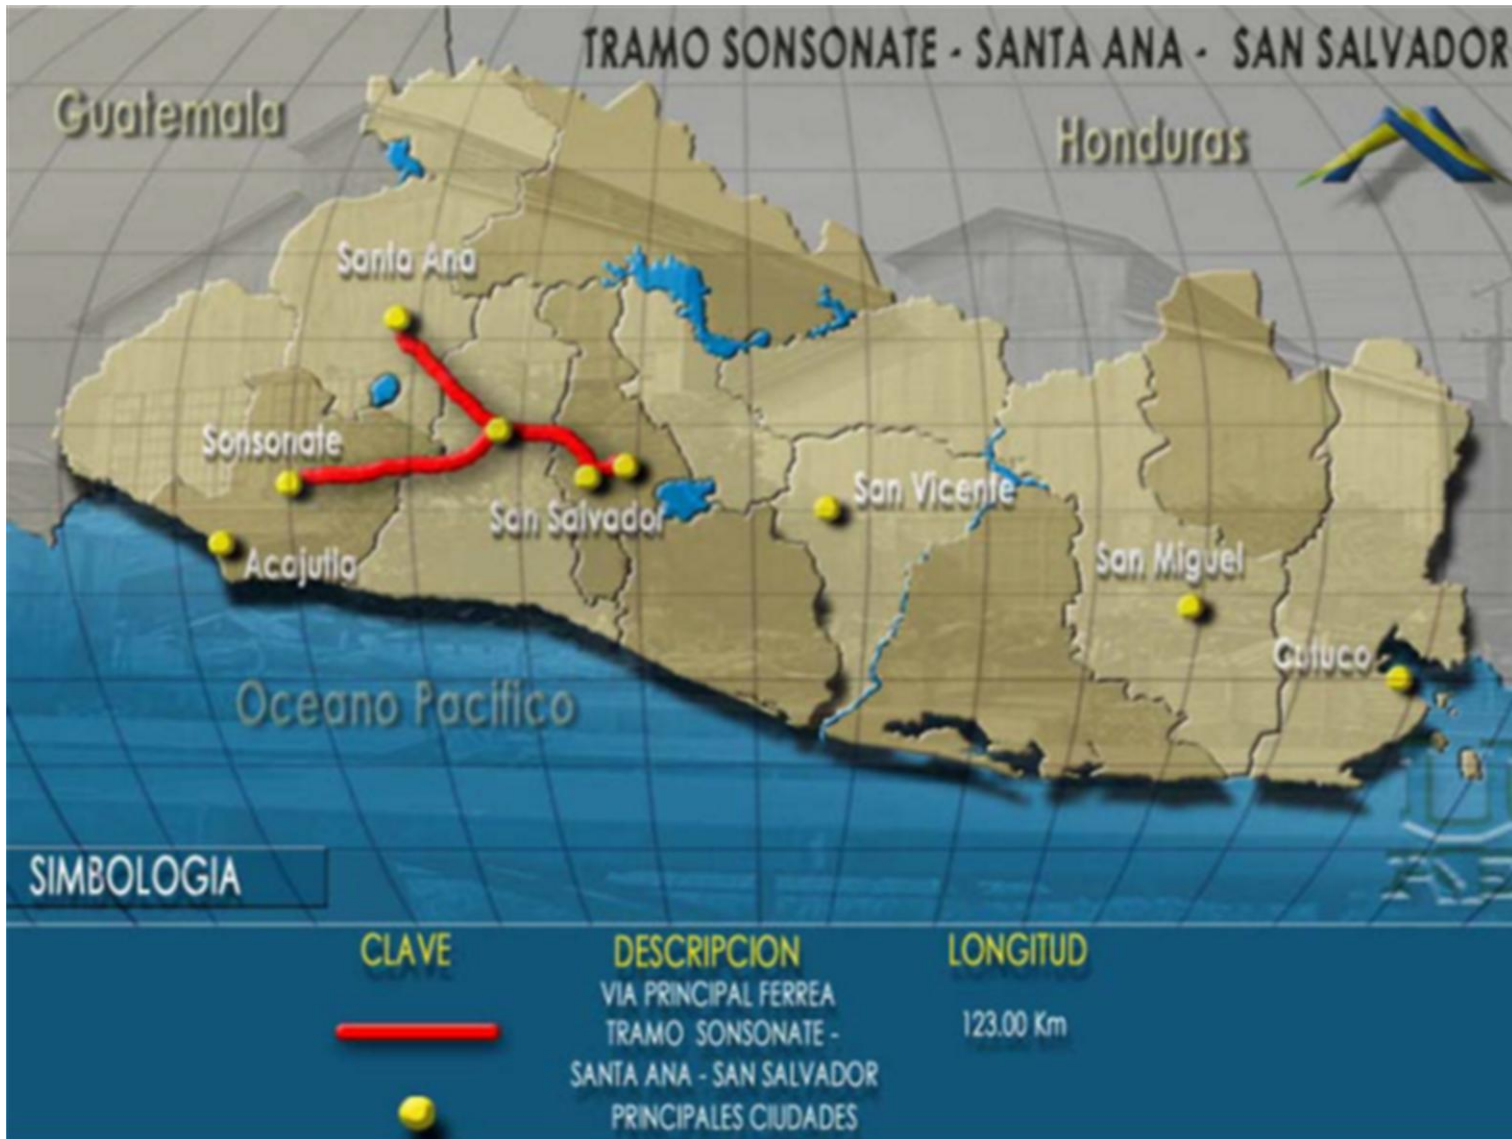 TRAMO SONSONATE - SANTA ANA - SAN SALVADOR
Guatemala
Honduras
Santa Ana
Sonsonate
San Salvador
San Vicente
Acajutla
San Miguel
Cutuco
Oceano Pacifico
SIMBOLOGIA
CLAVE DESCRIPCION LONGITUD
VIA PRINCIPAL FERREA
TRAMO SONSONATE -
SANTA ANA - SAN SALVADOR
123.00 Km
PRINCIPALES CIUDADES